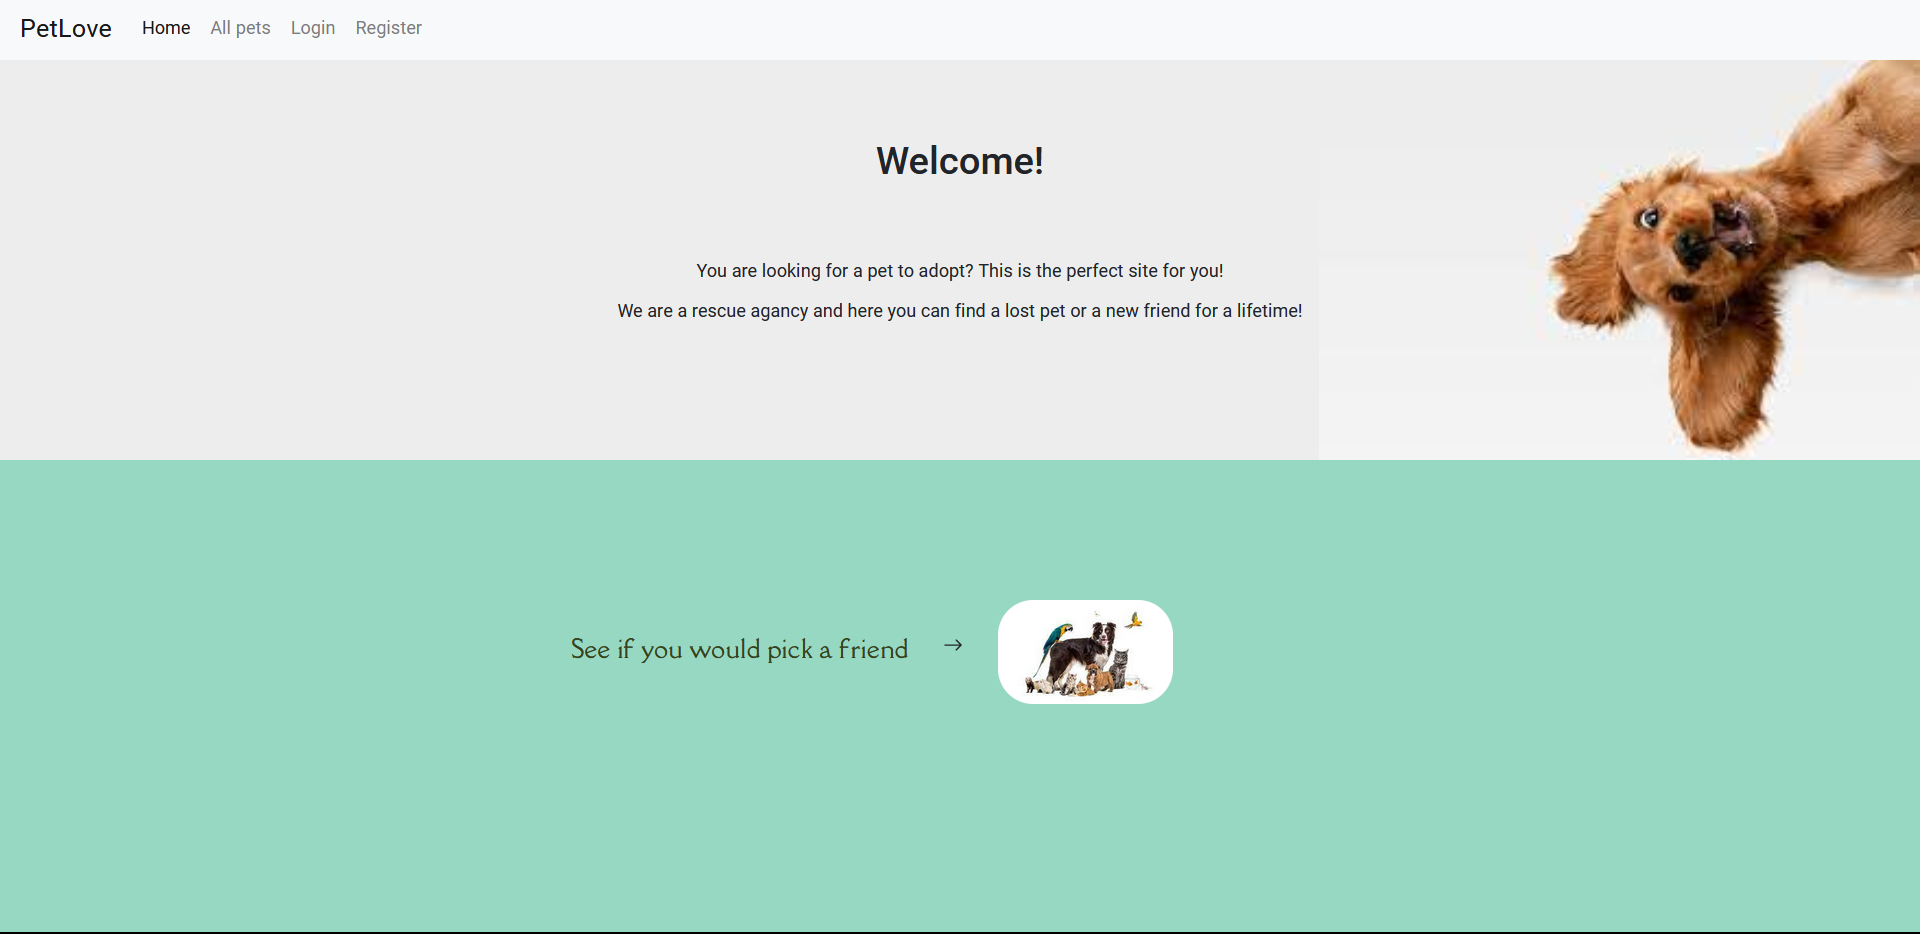 PetLove Home All pets Login Register
Welcome!
You are looking for a pet to adopt? This is the perfect site for you!
We are a rescue agancy and here you can find a lost pet or a new friend for a lifetime!
See if you would pick a friend →